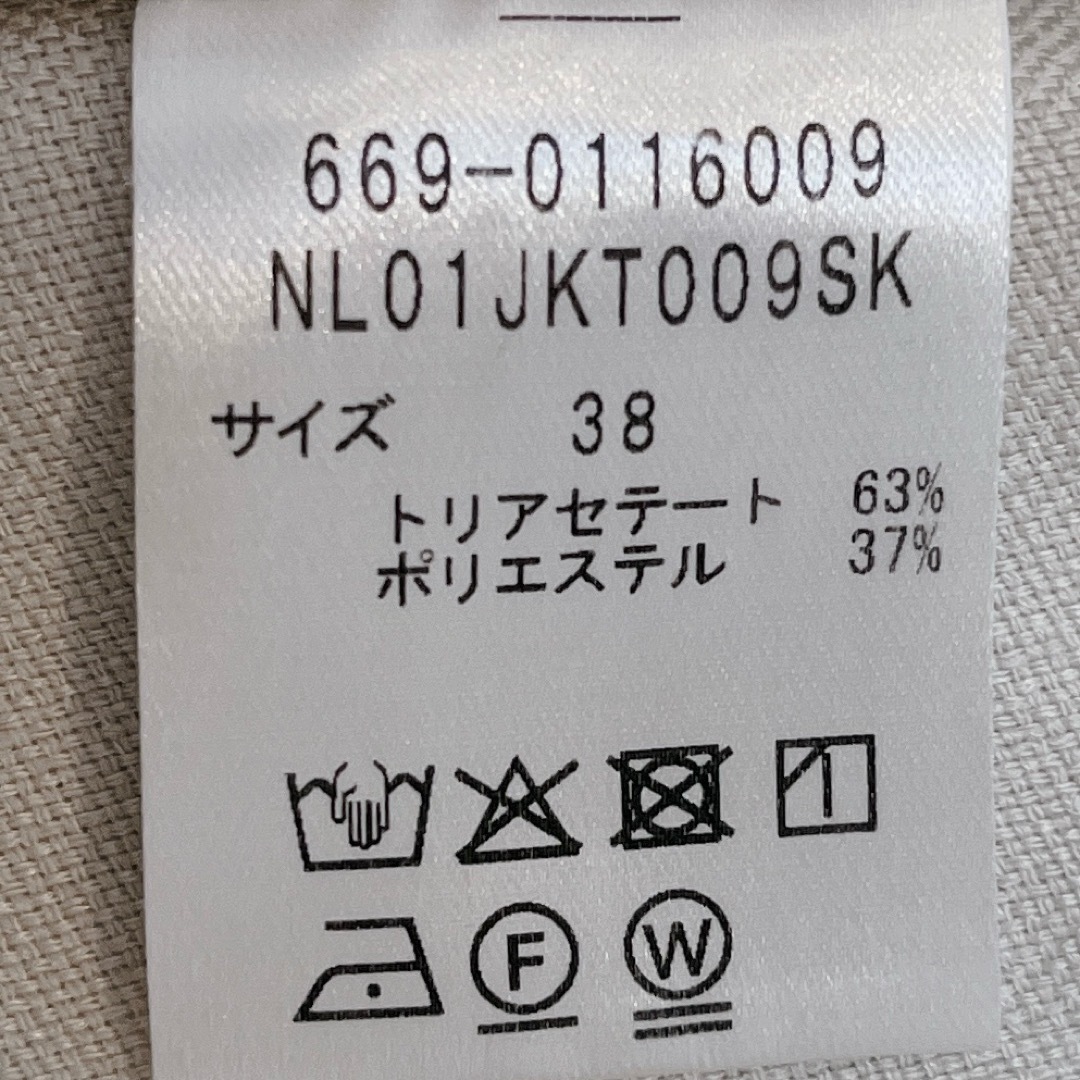 669-0116009
NL01JKT009SK
サイズ 38
トリアセテート 63%
ポリエステル 37%
F W